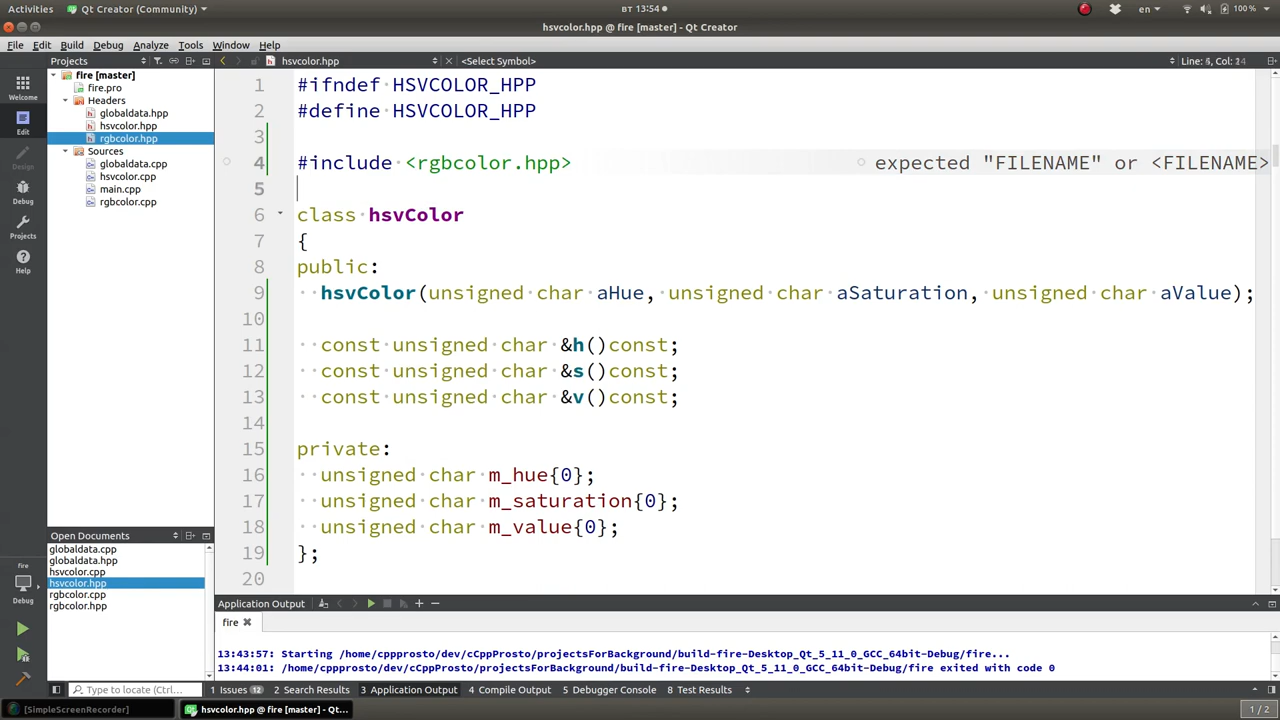 Activities
Qt Creator (Community)
вт 13:54
en
100 %
hsvcolor.hpp @ fire [master] - Qt Creator
File Edit Build Debug Analyze Tools Window Help
Projects
hsvcolor.hpp
<Select Symbol>
Welcome
Edit
Design
Debug
Projects
Help
fire [master]
fire.pro
Headers
globaldata.hpp
hsvcolor.hpp
rgbcolor.hpp
Sources
globaldata.cpp
hsvcolor.cpp
main.cpp
rgbcolor.cpp
1 #ifndef HSVCOLOR_HPP
2 #define HSVCOLOR_HPP
3
4 #include <rgbcolor.hpp> expected "FILENAME" or <FILENAME>
5
6 class hsvColor
7 {
8 public:
9 hsvColor(unsigned char aHue, unsigned char aSaturation, unsigned char aValue);
10
11 const unsigned char &h()const;
12 const unsigned char &s()const;
13 const unsigned char &v()const;
14
15 private:
16 unsigned char m_hue{0};
17 unsigned char m_saturation{0};
18 unsigned char m_value{0};
19 };
20
Open Documents
globaldata.cpp
globaldata.hpp
hsvcolor.cpp
hsvcolor.hpp
rgbcolor.cpp
rgbcolor.hpp
fire
Debug
Application Output
fire
13:43:57: Starting /home/cppprosto/dev/cCppProsto/projectsForBackground/build-fire-Desktop_Qt_5_11_0_GCC_64bit-Debug/fire...
13:44:01: /home/cppprosto/dev/cCppProsto/projectsForBackground/build-fire-Desktop_Qt_5_11_0_GCC_64bit-Debug/fire exited with code 0
Type to locate (Ctrl...
1 Issues 12 2 Search Results 3 Application Output 4 Compile Output 5 Debugger Console 8 Test Results
[SimpleScreenRecorder]
hsvcolor.hpp @ fire [master] - Qt...
1 / 2